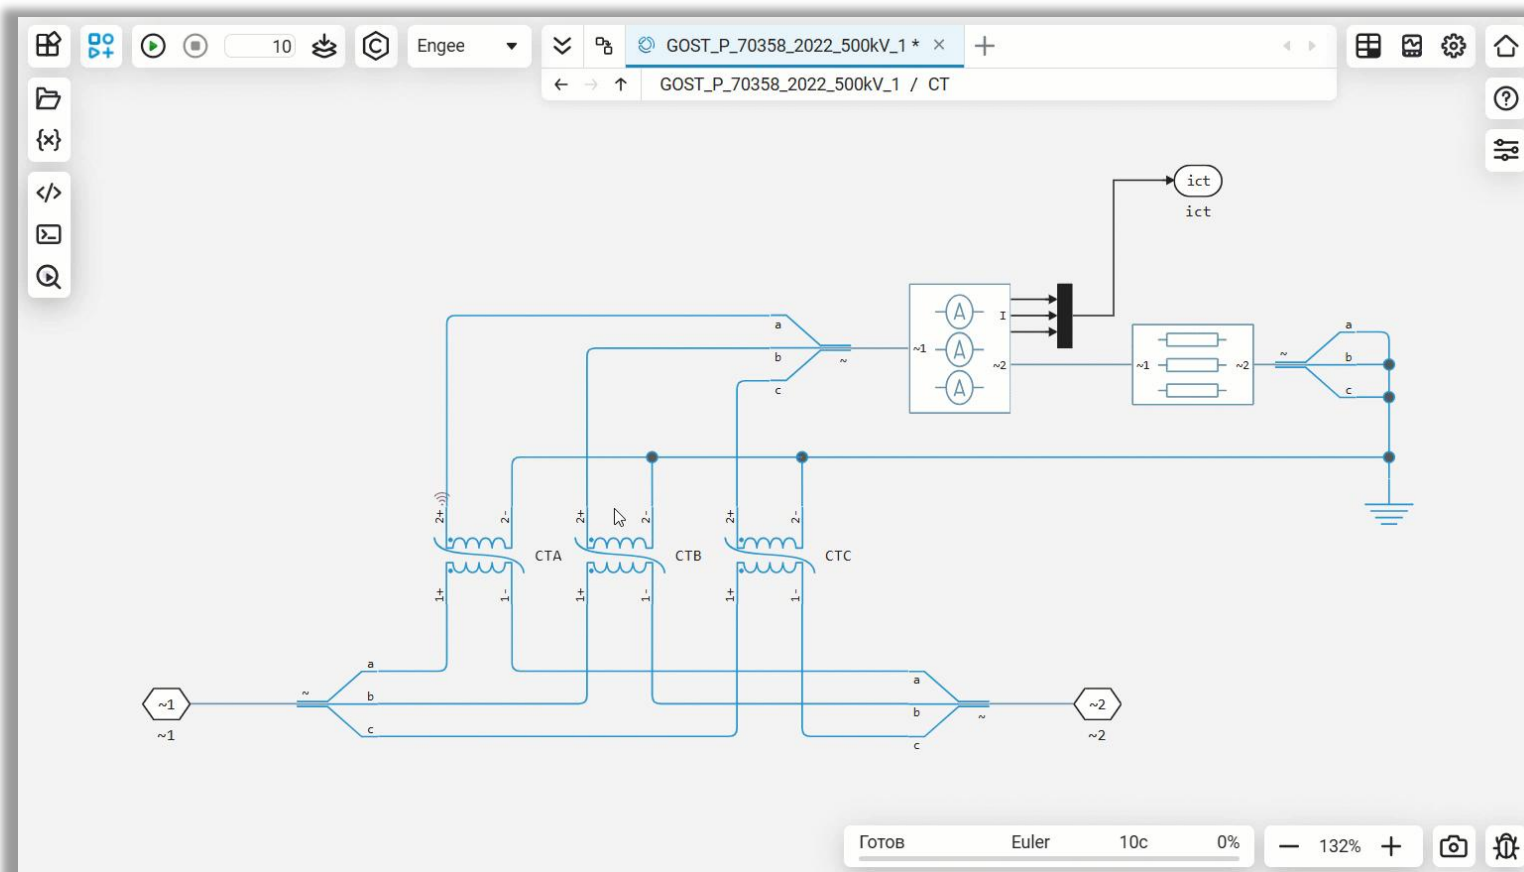 10
Engee
GOST_P_70358_2022_500kV_1 *
GOST_P_70358_2022_500kV_1 / CT
ict
ict
a
b
c
~
~1
A
A
A
I
~2
~1
~2
~
a
b
c
2+
2-
2+
2-
2+
2-
CTA
CTB
CTC
1+
1-
1+
1-
1+
1-
~1
~1
~
a
b
c
a
b
c
~
~2
~2
Готов
Euler
10с
0%
132%